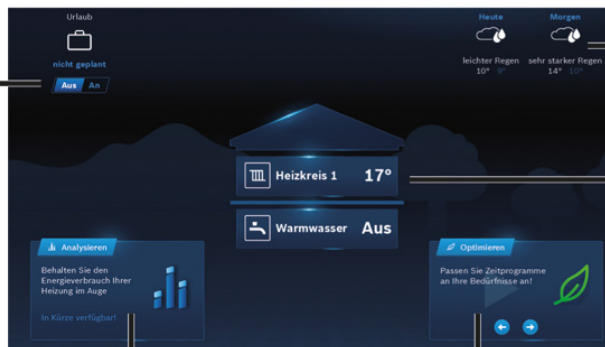 Urlaub
nicht geplant
Aus An
Heute Morgen
leichter Regen sehr starker Regen
10° 9° 14° 10°
Heizkreis 1 17°
Warmwasser Aus
Analysieren
Behalten Sie den
Energieverbrauch Ihrer
Heizung im Auge
In Kürze verfügbar!
Optimieren
Passen Sie Zeitprogramme
an Ihre Bedürfnisse an!